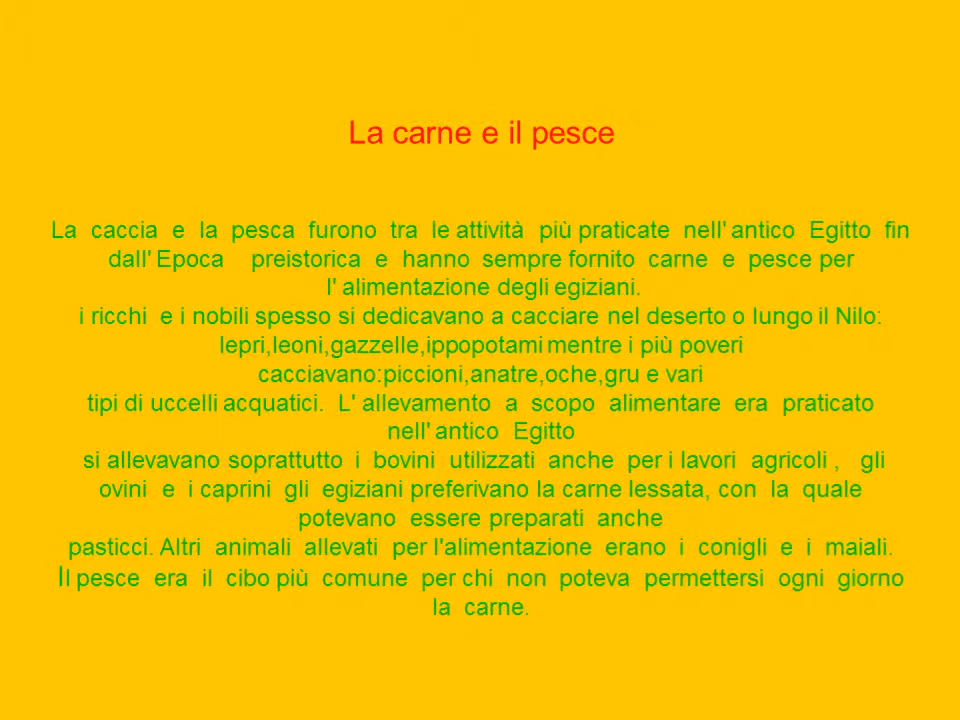 La carne e il pesce
La caccia e la pesca furono tra le attività più praticate nell' antico Egitto fin
dall' Epoca preistorica e hanno sempre fornito carne e pesce per
l' alimentazione degli egiziani.
i ricchi e i nobili spesso si dedicavano a cacciare nel deserto o lungo il Nilo:
lepri,leoni,gazzelle,ippopotami mentre i più poveri
cacciavano:piccioni,anatre,oche,gru e vari
tipi di uccelli acquatici. L' allevamento a scopo alimentare era praticato
nell' antico Egitto
si allevavano soprattutto i bovini utilizzati anche per i lavori agricoli , gli
ovini e i caprini gli egiziani preferivano la carne lessata, con la quale
potevano essere preparati anche
pasticci. Altri animali allevati per l'alimentazione erano i conigli e i maiali.
Il pesce era il cibo più comune per chi non poteva permettersi ogni giorno
la carne.